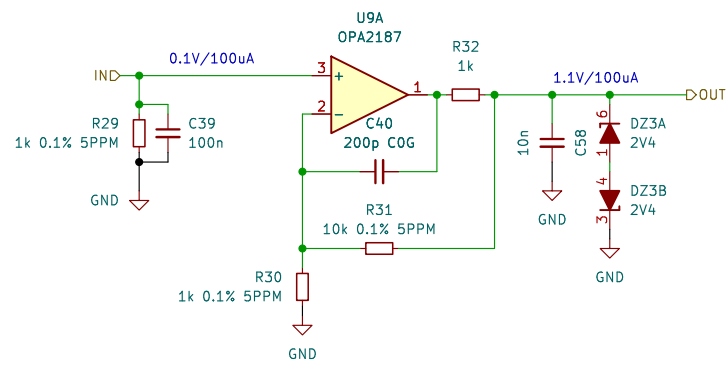 U9A
OPA2187
R32
1k
0.1V/100uA
1.1V/100uA
IN
3
+
1
2
-
OUT
R29
1k 0.1% 5PPM
C39
100n
C40
200p C0G
10n
C58
6
1
DZ3A
2V4
4
3
DZ3B
2V4
GND
R31
10k 0.1% 5PPM
GND
R30
1k 0.1% 5PPM
GND
GND